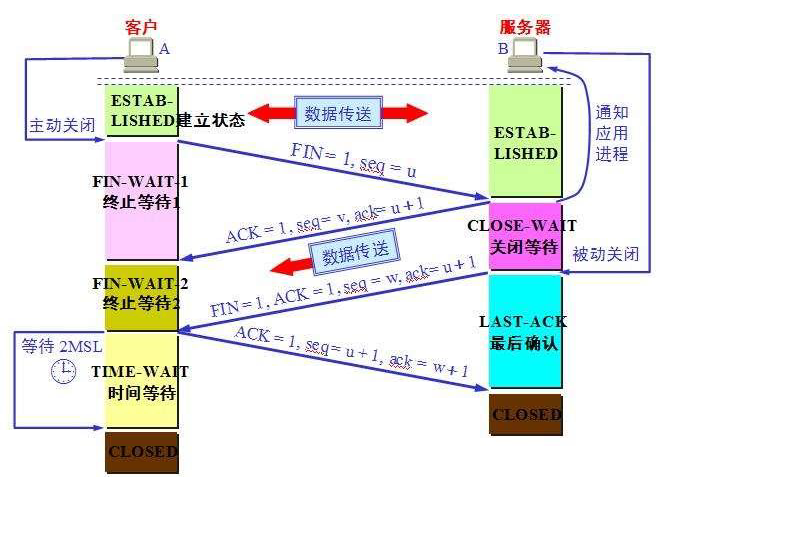 客户
服务器
A
B
ESTAB-
LISHED建立状态
数据传送
主动关闭
ESTAB-
LISHED
通知
应用
进程
FIN = 1, seq = u
FIN-WAIT-1
终止等待1
ACK = 1, seq= v, ack= u+1
CLOSE-WAIT
关闭等待
数据传送
被动关闭
FIN-WAIT-2
终止等待2
FIN=1, ACK = 1, seq = w, ack= u+1
LAST-ACK
最后确认
等待 2MSL
ACK = 1, seq= u+1, ack = w+1
TIME-WAIT
时间等待
CLOSED
CLOSED